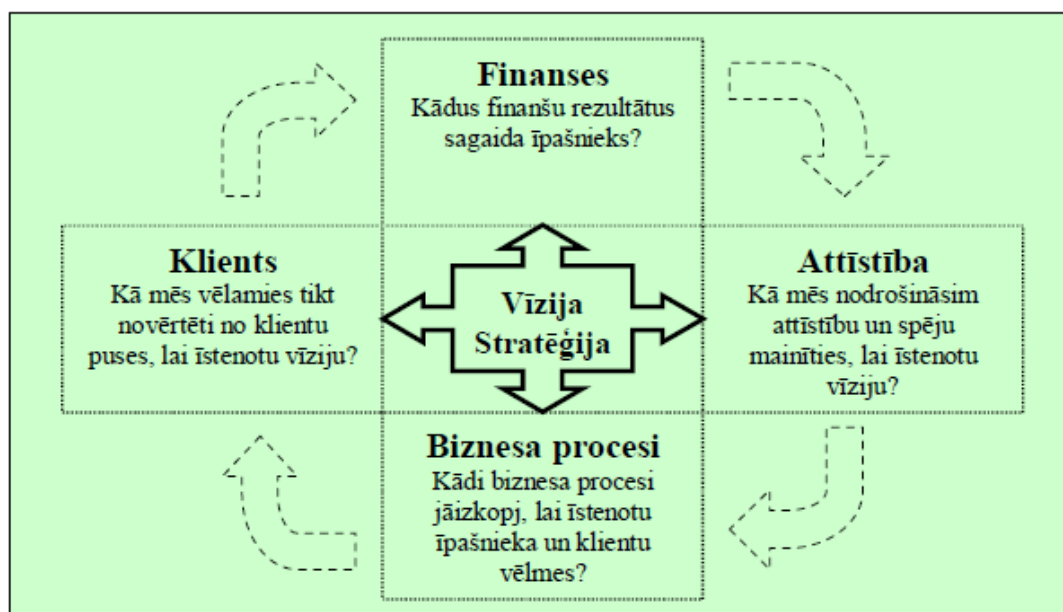 Finanses
Kādus finanšu rezultātus
sagaida īpašnieks?
Klients
Kā mēs vēlamies tikt
novērtēti no klientu
puses, lai īstenotu vīziju?
Vīzija
Stratēģija
Attīstība
Kā mēs nodrošināsim
attīstību un spēju
mainīties, lai īstenotu
vīziju?
Biznesa procesi
Kādi biznesa procesi
jāizkopj, lai īstenotu
īpašnieka un klientu
vēlmes?